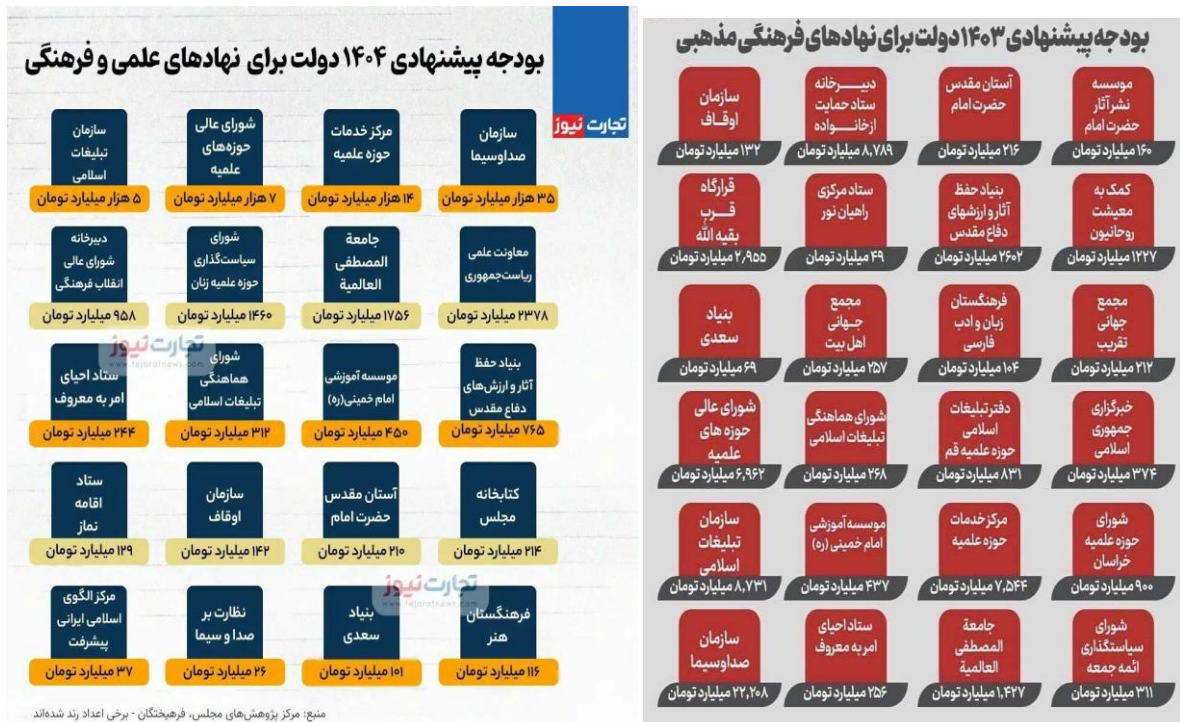 بودجه پیشنهادی ۱۴۰۳ دولت برای نهادهای فرهنگی مذهبی
موسسه
نشر آثار
حضرت امام
۱۶۰ میلیارد تومان
آستان مقدس
حضرت امام
۲۱۶ میلیارد تومان
دبیــــرخانه
ستاد حمایت
از خانــــواده
۸,۷۸۹ میلیارد تومان
سازمان
اوقــاف
۱۳۲ میلیارد تومان
کمک به
معیشت
روحانیون
۱۲۲۷ میلیارد تومان
بنیاد حفظ
آثار و ارزشهای
دفاع مقدس
۲۶۰۲ میلیارد تومان
ستاد مرکزی
راهیان نور
۴۹ میلیارد تومان
قرارگاه
قــرب
بقیه الله
۲,۹۵۵ میلیارد تومان
مجمع
جهانی
تقریب
۲۱۲ میلیارد تومان
فرهنگستان
زبان و ادب
فارسی
۱۰۴ میلیارد تومان
مجمع
جــهانی
اهل بیت
۲۵۷ میلیارد تومان
بنیاد
سعدی
۶۹ میلیارد تومان
خبرگزاری
جمهوری
اسلامی
۳۷۴ میلیارد تومان
دفتر تبلیغات
اسلامی
حوزه علمیه قم
۸۳۱ میلیارد تومان
شورای هماهنگی
تبلیغات اسلامی
۲۶۸ میلیارد تومان
شورای عالی
حوزه های
علمیه
۶,۹۶۲ میلیارد تومان
شورای
حوزه علمیه
خراسان
۹۰۰ میلیارد تومان
مرکز خدمات
حوزه علمیه
۷,۵۴۴ میلیارد تومان
موسسه آموزشی
امام خمینی (ره)
۴۳۷ میلیارد تومان
سازمان
تبلیغات
اسلامی
۸,۷۳۱ میلیارد تومان
شورای
سیاستگذاری
ائمه جمعه
۳۱۱ میلیارد تومان
جامعة
المصطفی
العالمیة
۱,۴۲۷ میلیارد تومان
ستاد احیای
امر به معروف
۲۵۶ میلیارد تومان
سازمان
صداوسیما
۲۲,۲۰۸ میلیارد تومان
تجارت نیوز
بودجه پیشنهادی ۱۴۰۴ دولت برای نهادهای علمی و فرهنگی
سازمان
صداوسیما
۳۵ هزار میلیارد تومان
مرکز خدمات
حوزه علمیه
۱۴ هزار میلیارد تومان
شورای عالی
حوزه‌های
علمیه
۷ هزار میلیارد تومان
سازمان
تبلیغات
اسلامی
۵ هزار میلیارد تومان
معاونت علمی
ریاست‌جمهوری
۲۳۷۸ میلیارد تومان
جامعة
المصطفی
العالمیة
۱۷۵۶ میلیارد تومان
شورای
سیاست‌گذاری
حوزه علمیه زنان
۱۴۶۰ میلیارد تومان
دبیرخانه
شورای عالی
انقلاب فرهنگی
۹۵۸ میلیارد تومان
تجارت نیوز
www.tejaratnews.com
بنیاد حفظ
آثار و ارزش‌های
دفاع مقدس
۷۶۵ میلیارد تومان
موسسه آموزشی
امام خمینی(ره)
۴۵۰ میلیارد تومان
شورای
هماهنگی
تبلیغات اسلامی
۳۱۲ میلیارد تومان
ستاد احیای
امر به معروف
۲۴۴ میلیارد تومان
کتابخانه
مجلس
۲۱۴ میلیارد تومان
آستان مقدس
حضرت امام
۲۱۰ میلیارد تومان
سازمان
اوقاف
۱۴۲ میلیارد تومان
ستاد
اقامه
نماز
۱۲۹ میلیارد تومان
تجارت نیوز
www.tejaratnews.com
فرهنگستان
هنر
۱۱۶ میلیارد تومان
بنیاد
سعدی
۱۰۱ میلیارد تومان
نظارت بر
صدا و سیما
۲۶ میلیارد تومان
مرکز الگوی
اسلامی ایرانی
پیشرفت
۳۷ میلیارد تومان
منبع: مرکز پژوهش‌های مجلس، فرهیختگان - برخی اعداد رند شده‌اند